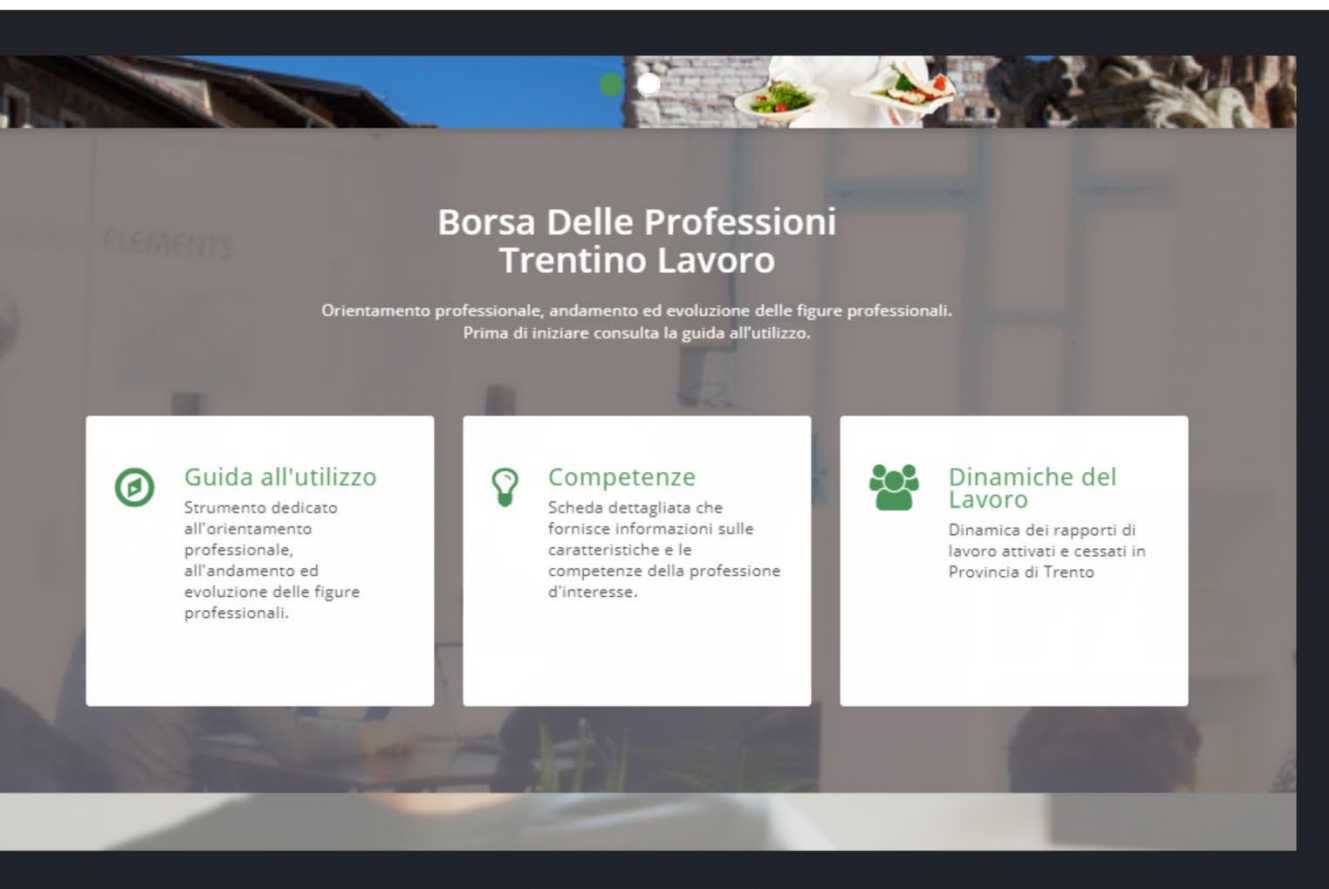 ELEMENTS
Borsa Delle Professioni
Trentino Lavoro
Orientamento professionale, andamento ed evoluzione delle figure professionali.
Prima di iniziare consulta la guida all'utilizzo.
Guida all'utilizzo
Strumento dedicato
all'orientamento
professionale,
all'andamento ed
evoluzione delle figure
professionali.
Competenze
Scheda dettagliata che
fornisce informazioni sulle
caratteristiche e le
competenze della professione
d'interesse.
Dinamiche del
Lavoro
Dinamica dei rapporti di
lavoro attivati e cessati in
Provincia di Trento